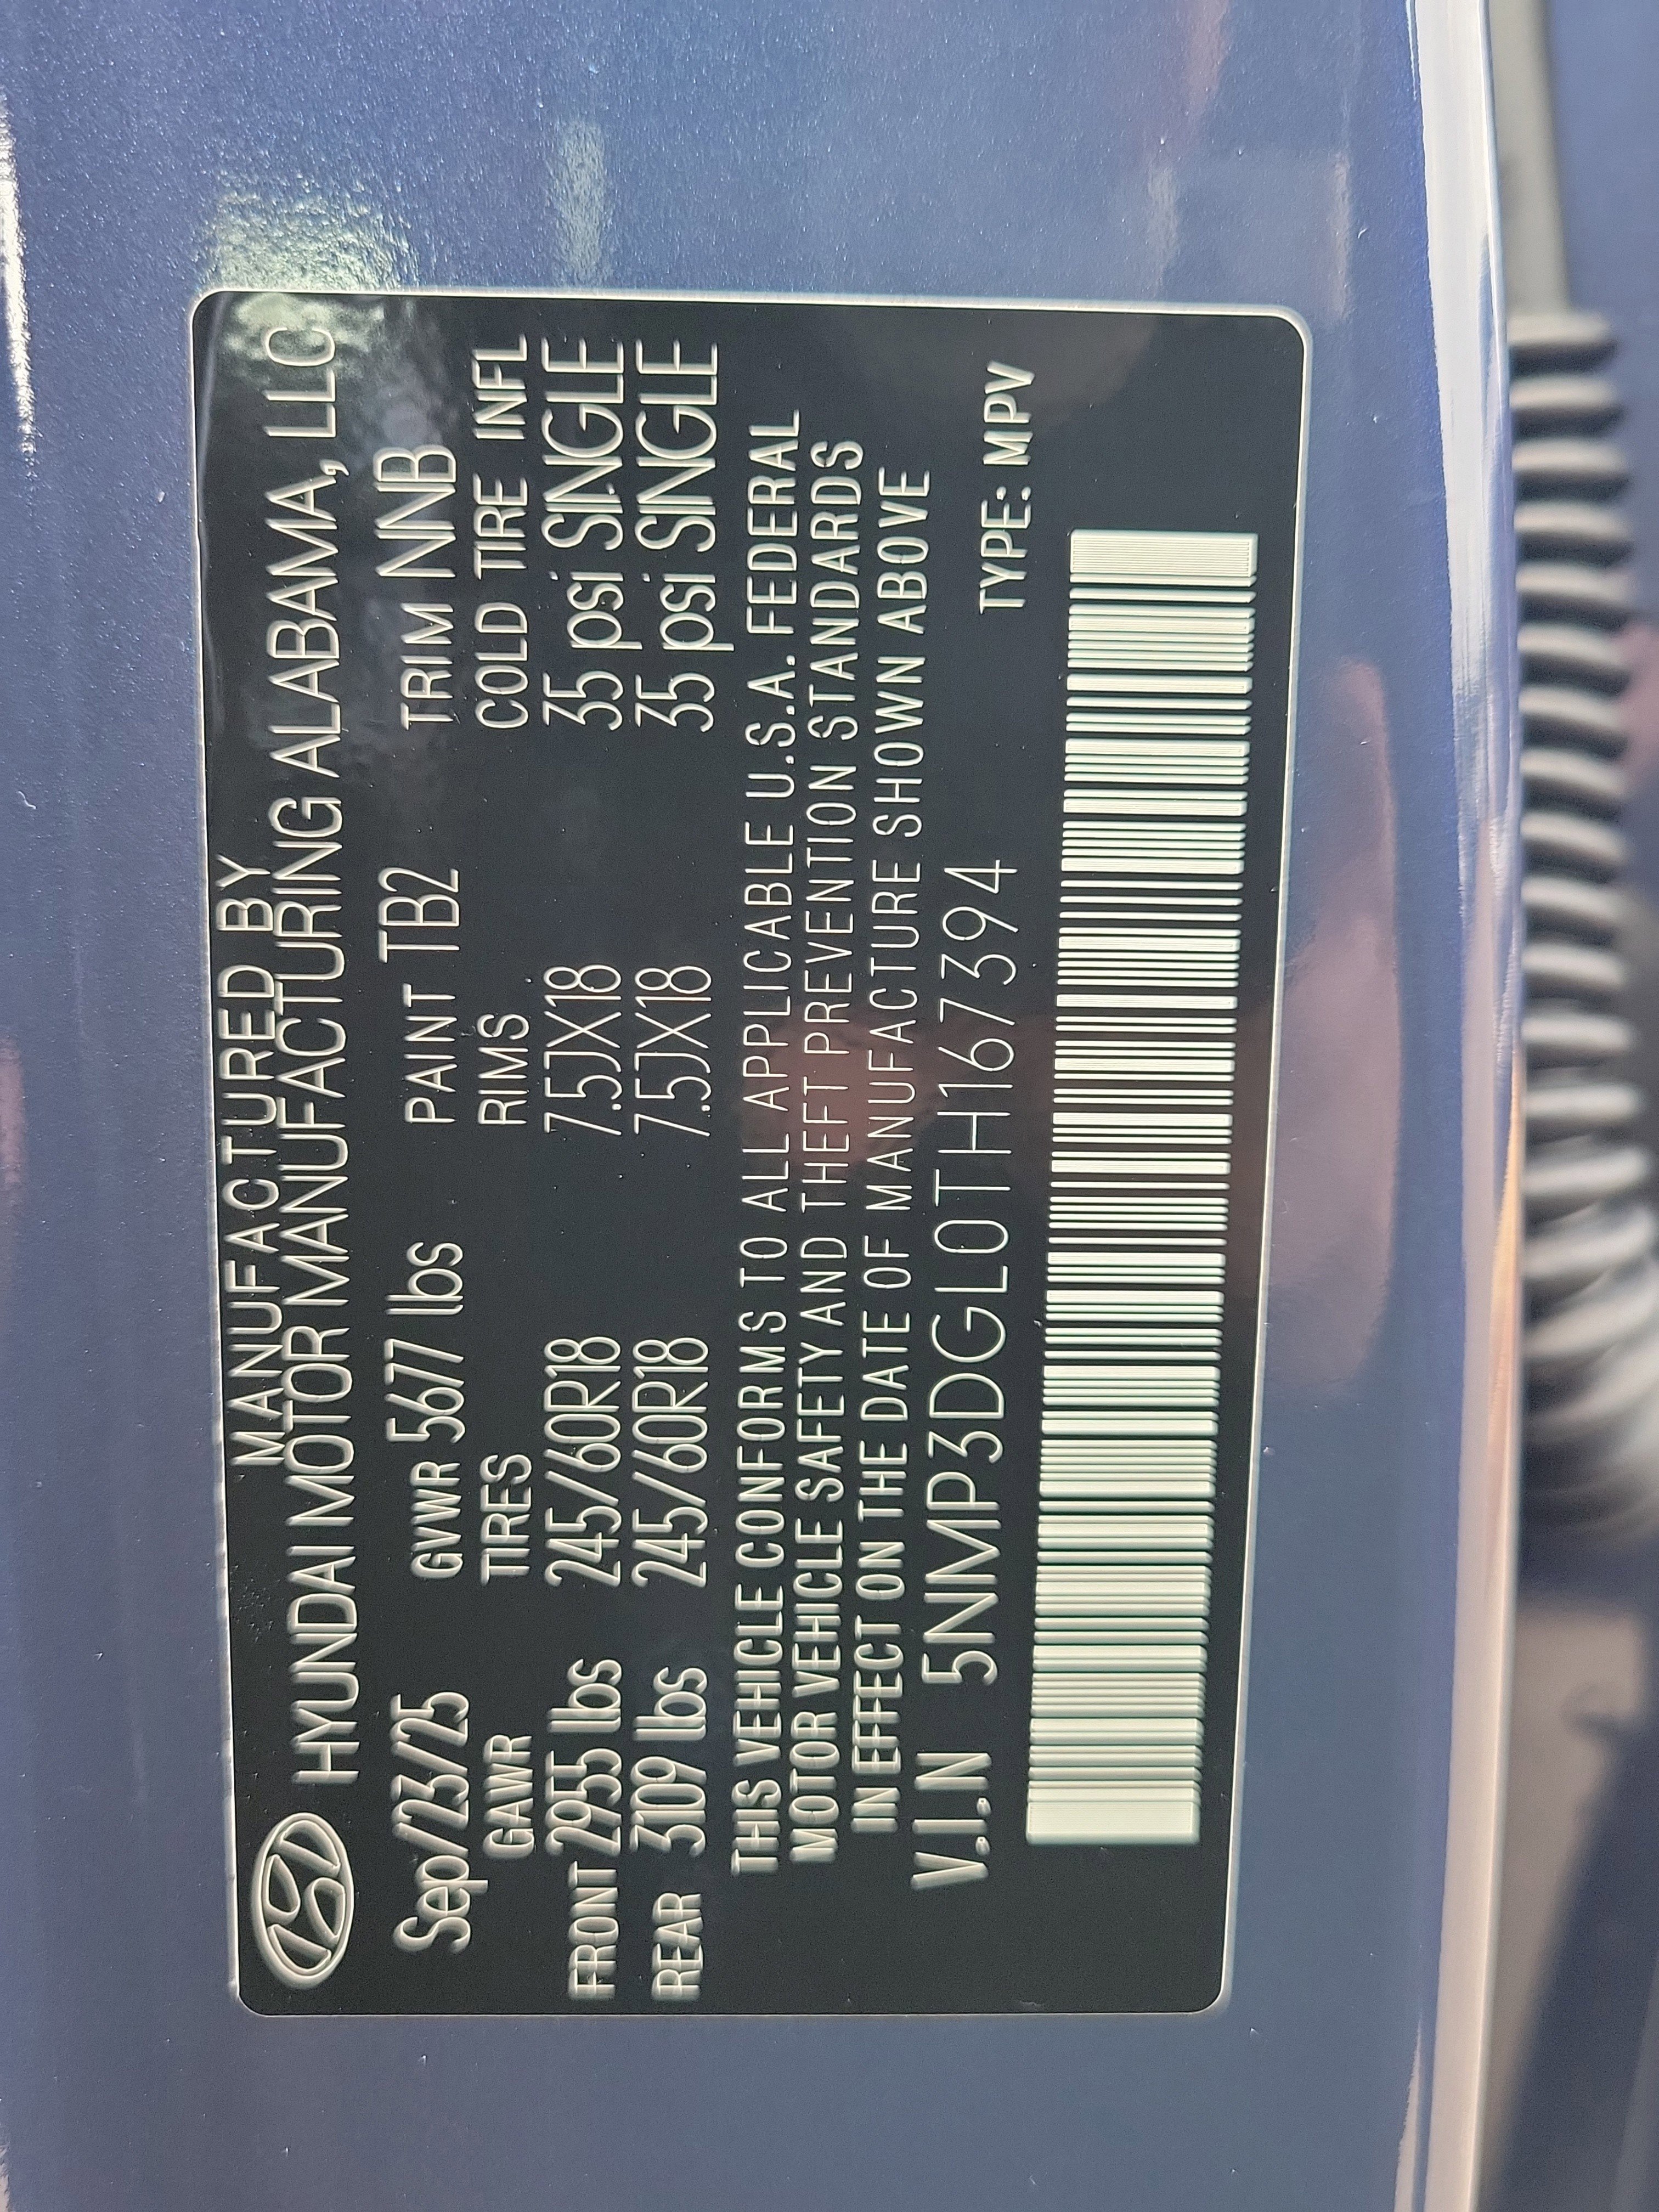 MANUFACTURED BY
HYUNDAI MOTOR MANUFACTURING ALABAMA, LLC
Sep/23/25 GVWR 5677 lbs PAINT TB2 TRIM NNB
GAWR TIRES RIMS COLD TIRE INFL
FRONT 2955 lbs 245/60R18 7.5JX18 35 psi SINGLE
REAR 3109 lbs 245/60R18 7.5JX18 35 psi SINGLE
THIS VEHICLE CONFORMS TO ALL APPLICABLE U.S.A. FEDERAL
MOTOR VEHICLE SAFETY AND THEFT PREVENTION STANDARDS
IN EFFECT ON THE DATE OF MANUFACTURE SHOWN ABOVE
V.I.N 5NMP3DGL0TH167394
TYPE: MPV